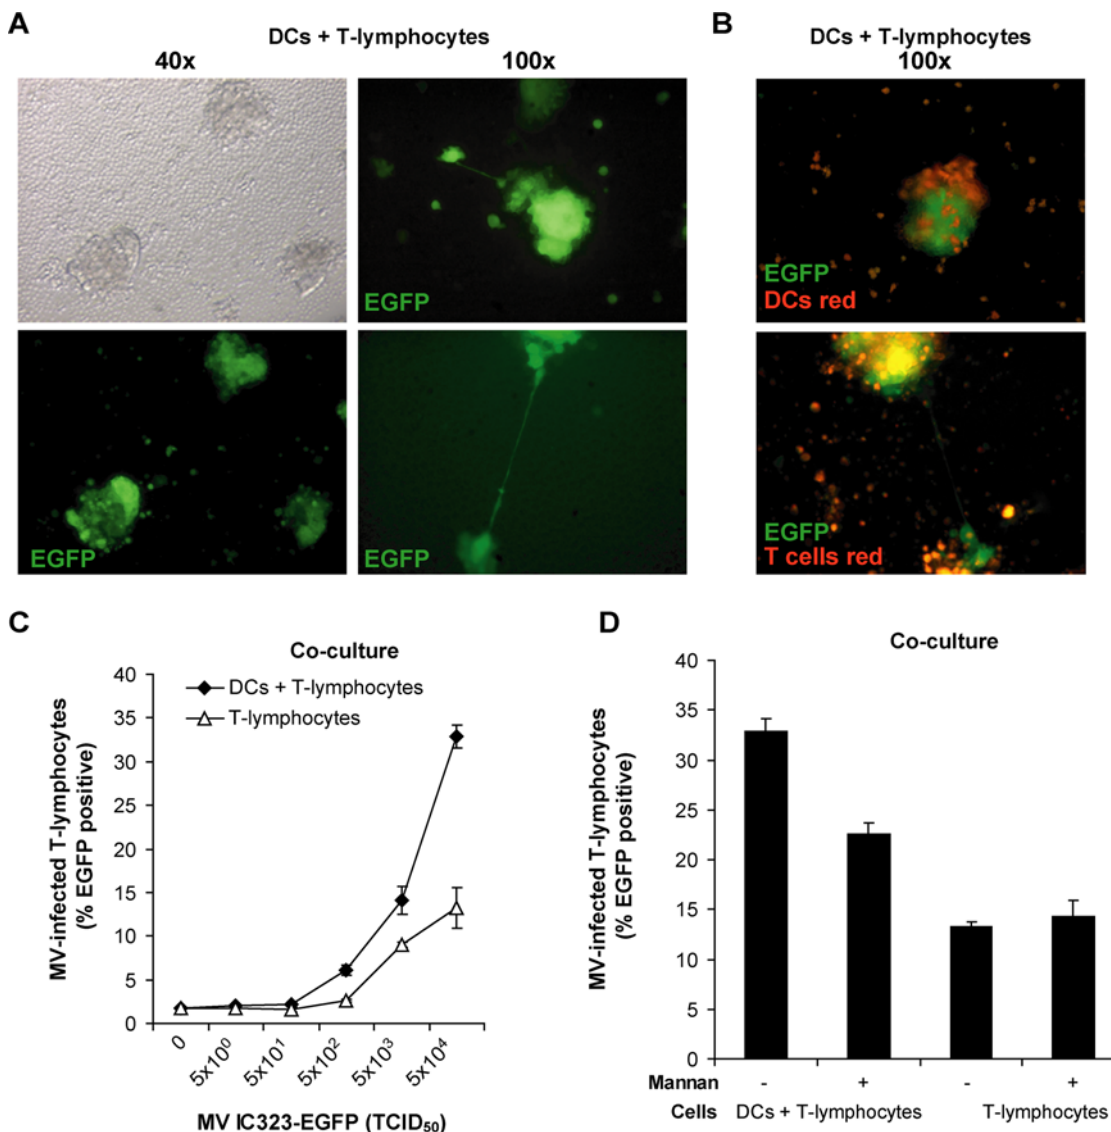 A
DCs + T-lymphocytes
40x
100x
EGFP
EGFP
EGFP
B
DCs + T-lymphocytes
100x
EGFP
DCs red
EGFP
T cells red
C
Co-culture
DCs + T-lymphocytes
T-lymphocytes
MV-infected T-lymphocytes
(% EGFP positive)
40
35
30
25
20
15
10
5
0
0
5x10⁰
5x10¹
5x10²
5x10³
5x10⁴
MV IC323-EGFP (TCID₅₀)
D
Co-culture
MV-infected T-lymphocytes
(% EGFP positive)
40
35
30
25
20
15
10
5
0
Mannan - + - +
Cells DCs + T-lymphocytes T-lymphocytes